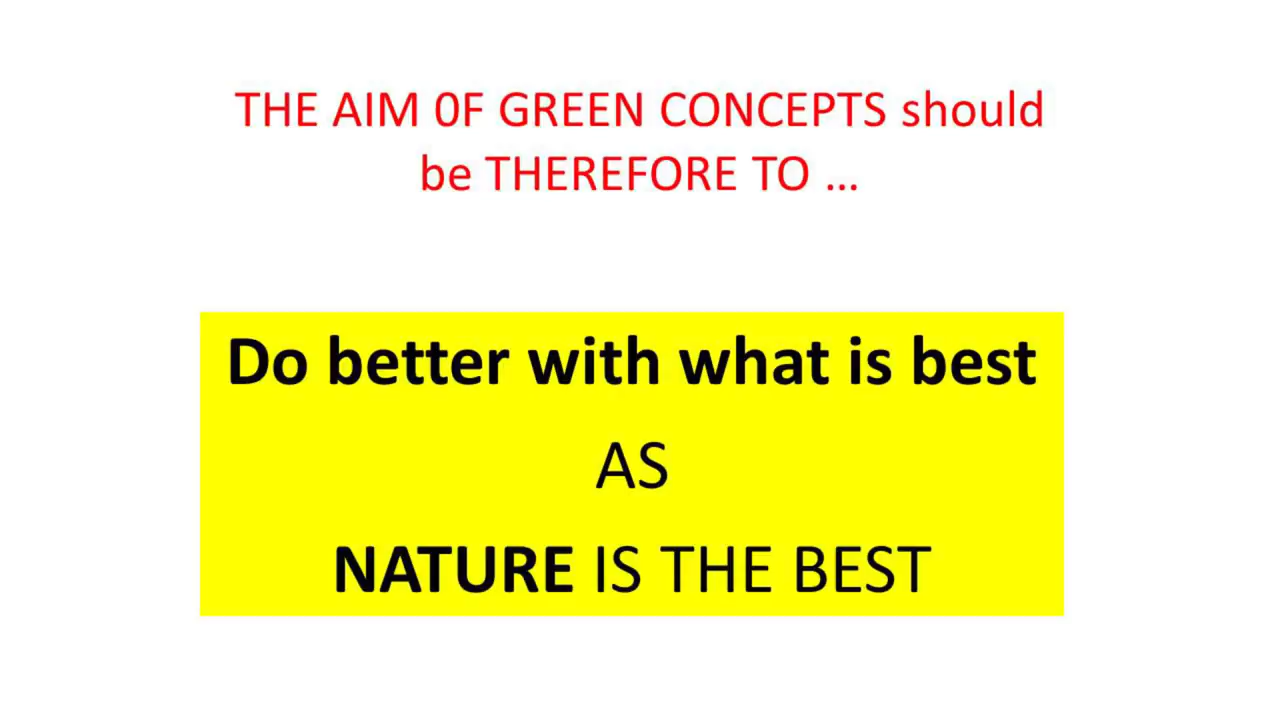 THE AIM 0F GREEN CONCEPTS should
be THEREFORE TO …
Do better with what is best
AS
NATURE IS THE BEST